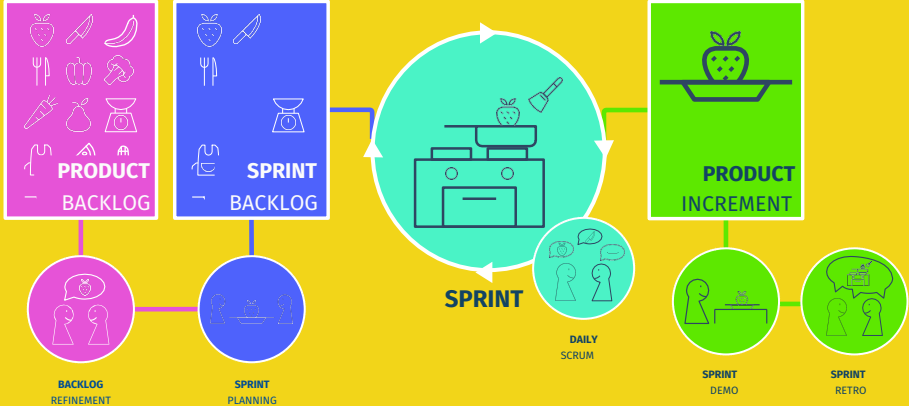 PRODUCT
BACKLOG
SPRINT
BACKLOG
PRODUCT
INCREMENT
SPRINT
DAILY
SCRUM
BACKLOG
REFINEMENT
SPRINT
PLANNING
SPRINT
DEMO
SPRINT
RETRO